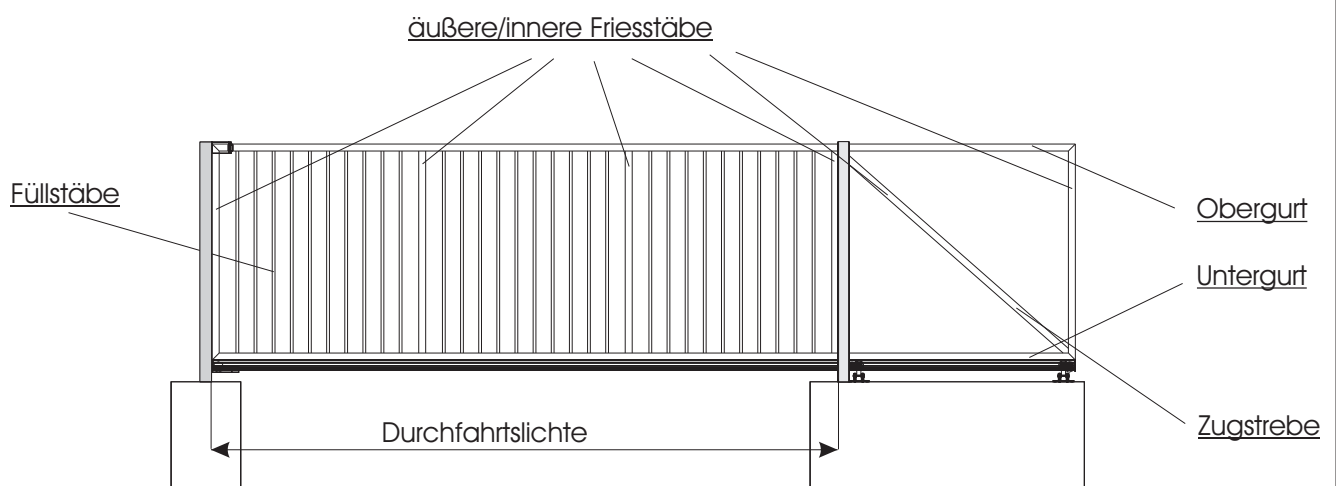 äußere/innere Friesstäbe
Füllstäbe
Obergurt
Untergurt
Durchfahrtslichte
Zugstrebe